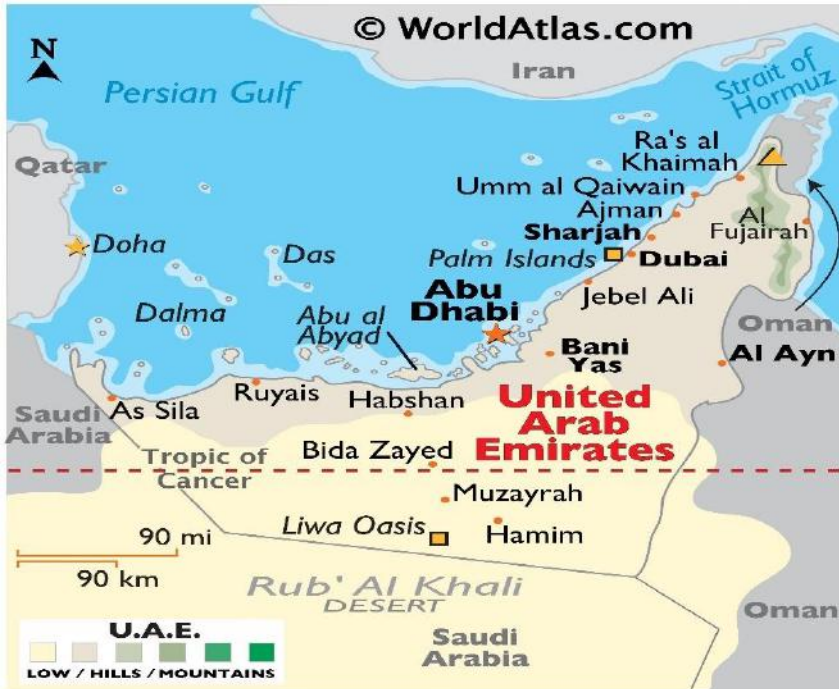 © WorldAtlas.com
N
Iran
Strait of
Hormuz
Persian Gulf
Qatar
Ra's al
Khaimah
Umm al Qaiwain
Ajman
Al
Fujairah
Sharjah
Doha
Das
Palm Islands
Dubai
Abu
Dhabi
Jebel Ali
Dalma
Abu al
Abyad
Oman
Bani
Yas
Al Ayn
Ruyais
As Sila
Habshan
United
Arab
Emirates
Saudi
Arabia
Bida Zayed
Tropic of
Cancer
Muzayrah
Liwa Oasis
Hamim
90 mi
90 km
Rub' Al Khali
DESERT
Oman
U.A.E.
LOW / HILLS / MOUNTAINS
Saudi
Arabia